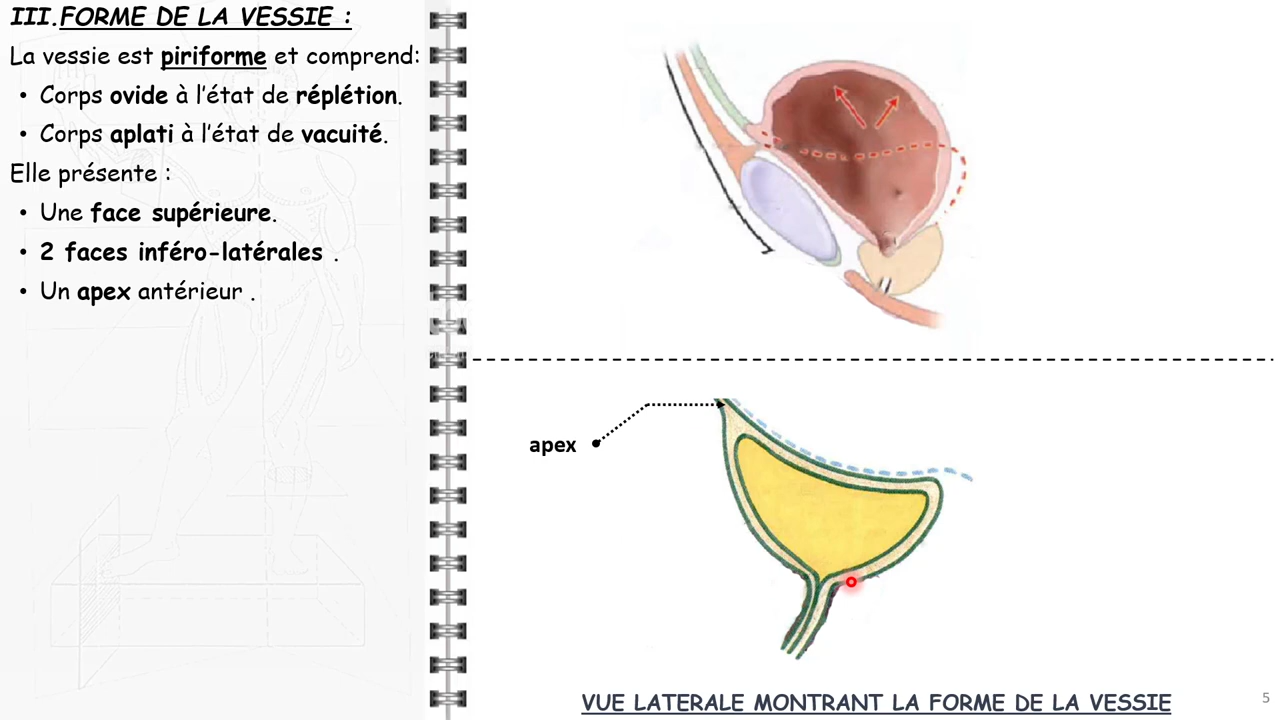 III.FORME DE LA VESSIE :
La vessie est piriforme et comprend:
• Corps ovide à l’état de réplétion.
• Corps aplati à l’état de vacuité.
Elle présente :
• Une face supérieure.
• 2 faces inféro-latérales .
• Un apex antérieur .
apex
VUE LATERALE MONTRANT LA FORME DE LA VESSIE
5